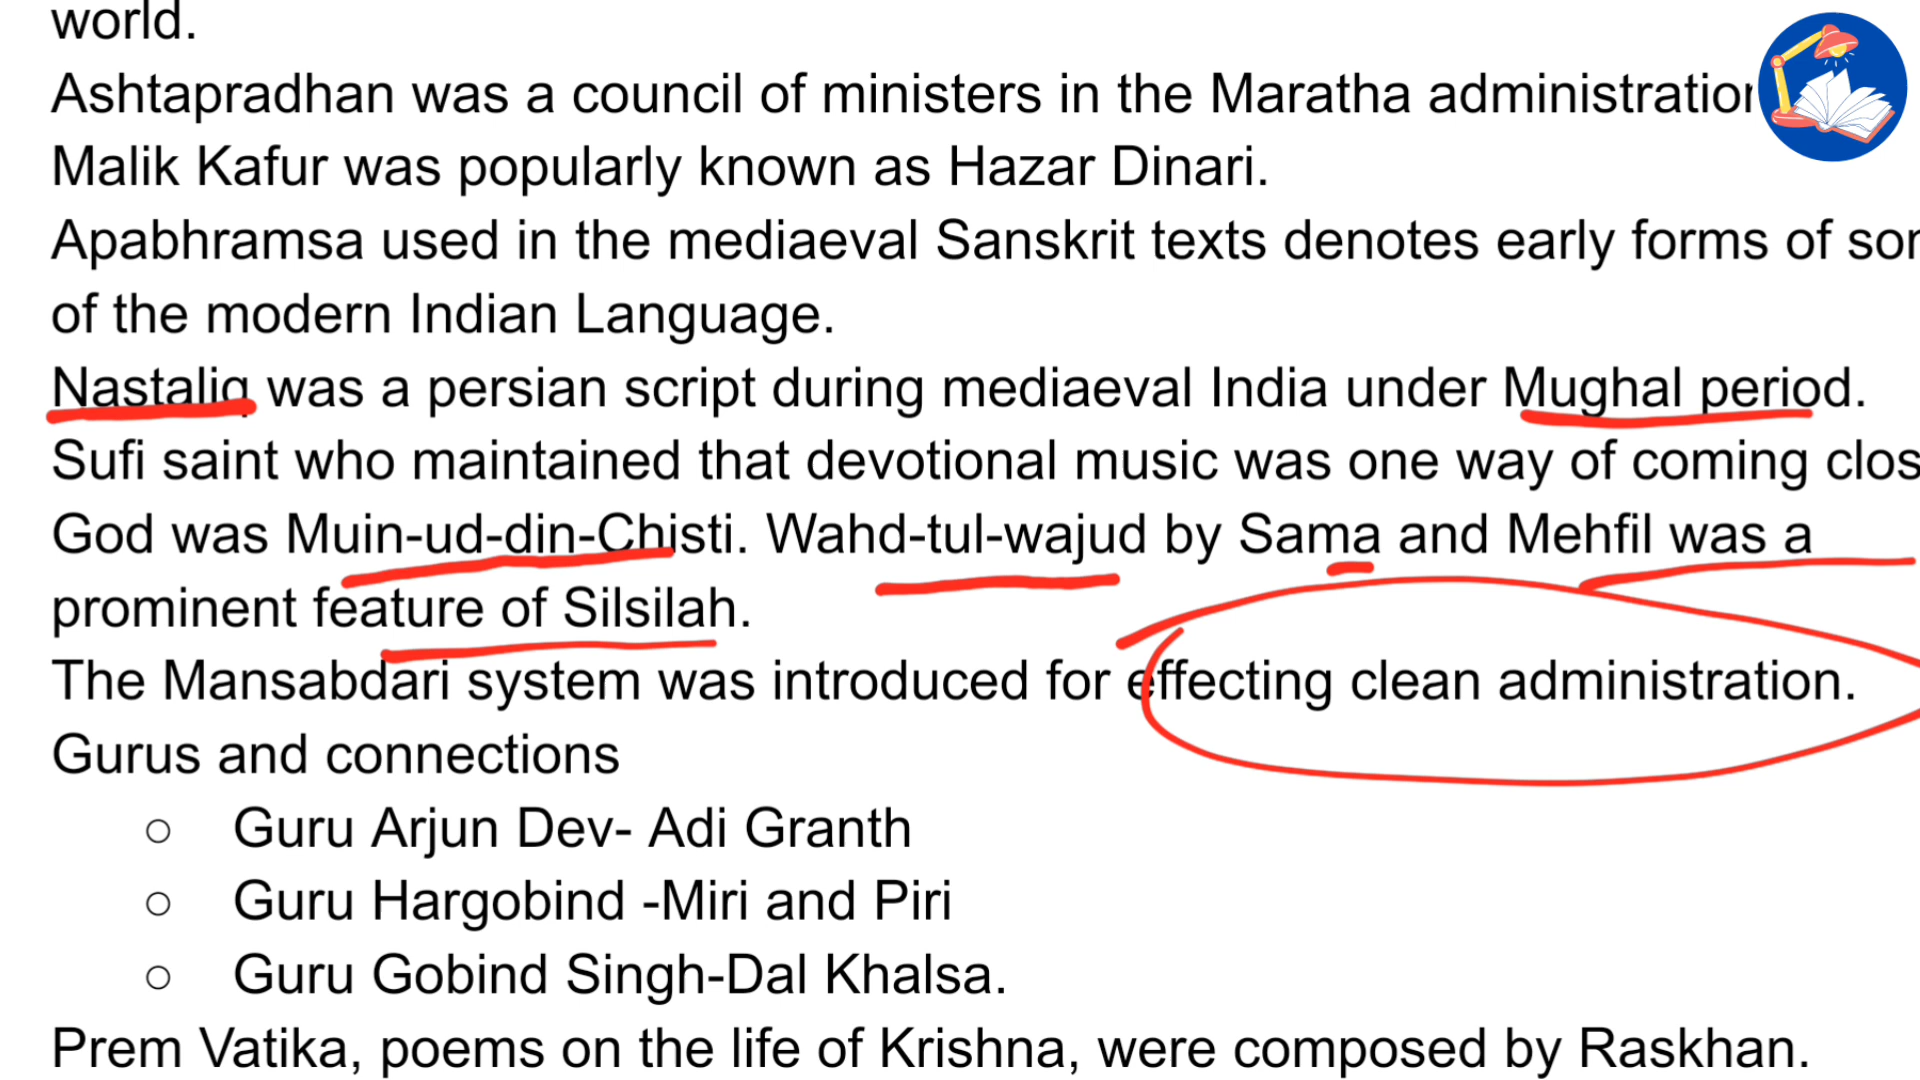 world.
Ashtapradhan was a council of ministers in the Maratha administration
Malik Kafur was popularly known as Hazar Dinari.
Apabhramsa used in the mediaeval Sanskrit texts denotes early forms of
of the modern Indian Language.
Nastaliq was a persian script during mediaeval India under Mughal period.
Sufi saint who maintained that devotional music was one way of coming
God was Muin-ud-din-Chisti. Wahd-tul-wajud by Sama and Mehfil was a
prominent feature of Silsilah.
The Mansabdari system was introduced for effecting clean administration.
Gurus and connections
○ Guru Arjun Dev- Adi Granth
○ Guru Hargobind -Miri and Piri
○ Guru Gobind Singh-Dal Khalsa.
Prem Vatika, poems on the life of Krishna, were composed by Raskhan.